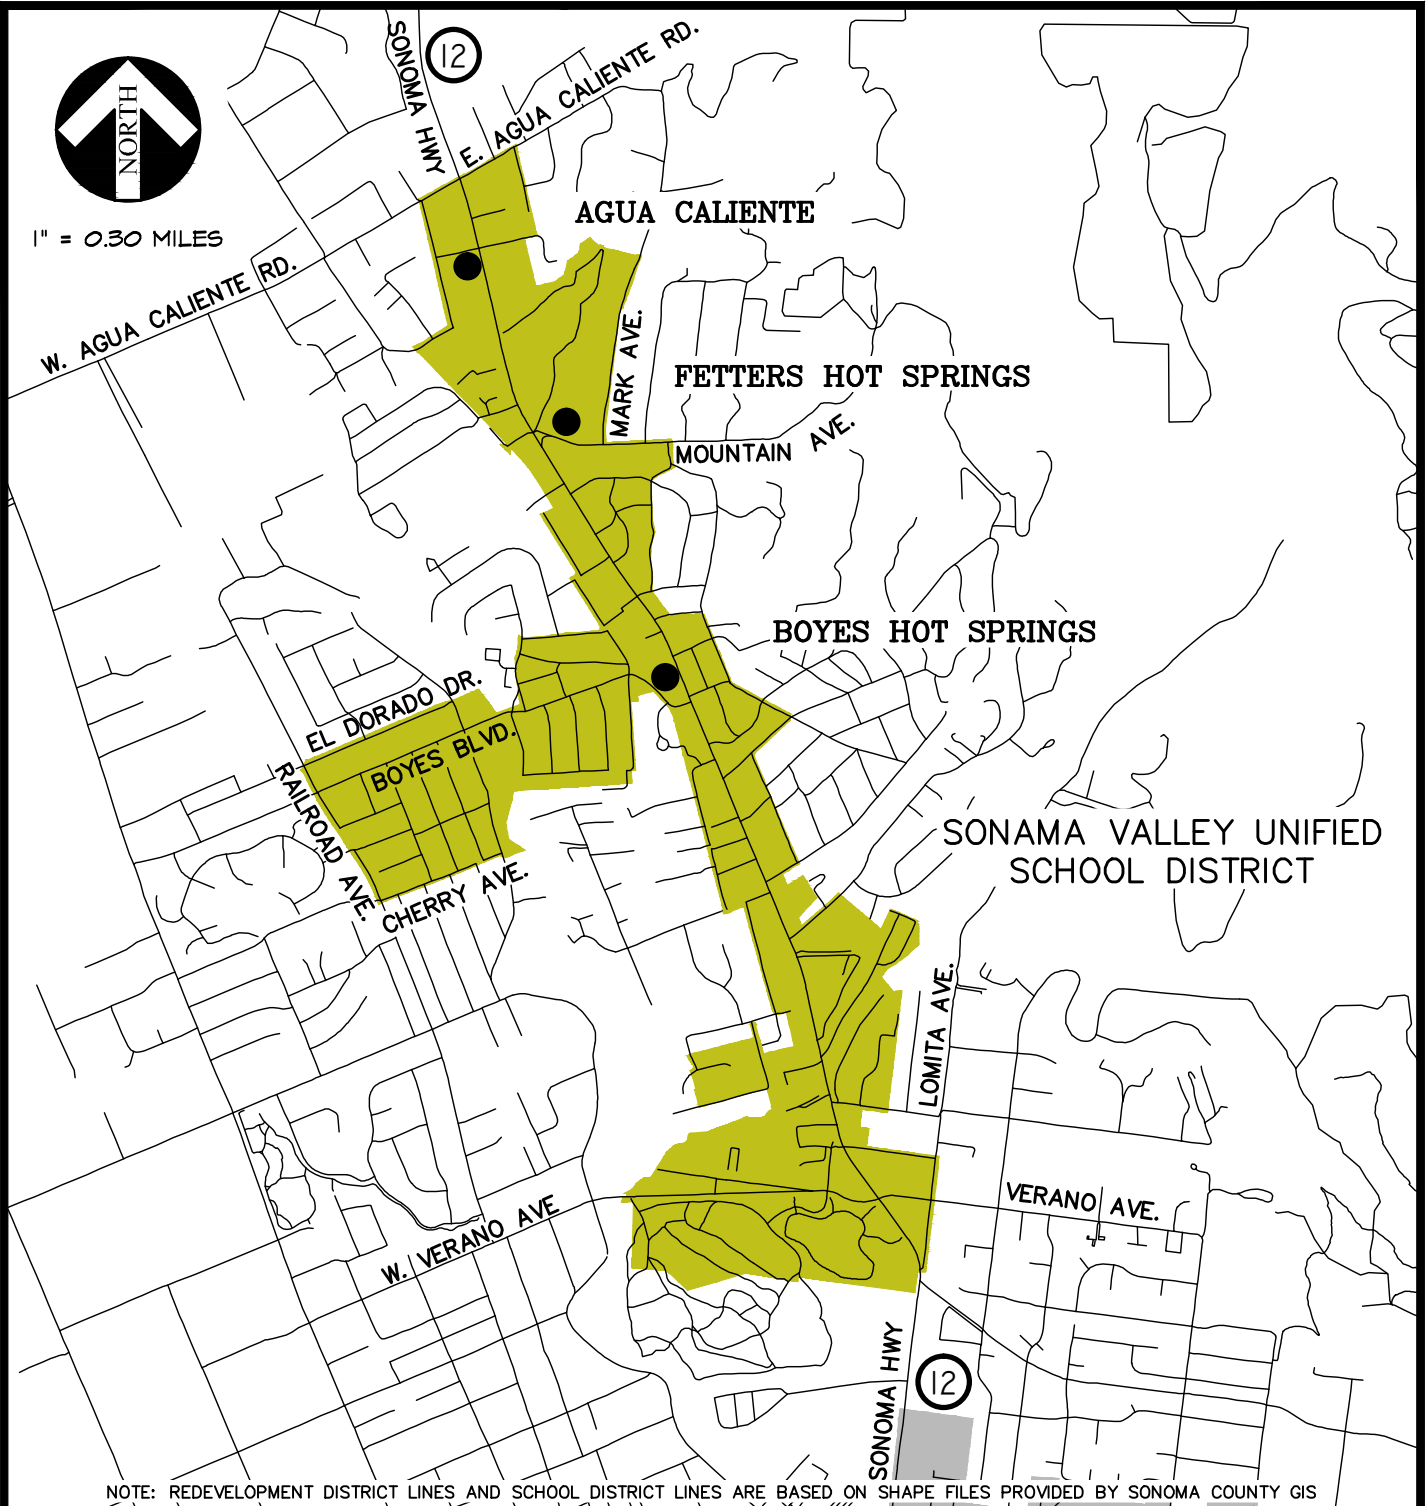 SONOMA HWY
12
E. AGUA CALIENTE RD.
NORTH
1" = 0.30 MILES
AGUA CALIENTE
W. AGUA CALIENTE RD.
MARK AVE.
FETTERS HOT SPRINGS
MOUNTAIN AVE.
BOYES HOT SPRINGS
EL DORADO DR.
BOYES BLVD.
RAILROAD AVE.
CHERRY AVE.
SONAMA VALLEY UNIFIED
SCHOOL DISTRICT
LOMITA AVE.
VERANO AVE.
W. VERANO AVE
SONOMA HWY
12
NOTE: REDEVELOPMENT DISTRICT LINES AND SCHOOL DISTRICT LINES ARE BASED ON SHAPE FILES PROVIDED BY SONOMA COUNTY GIS